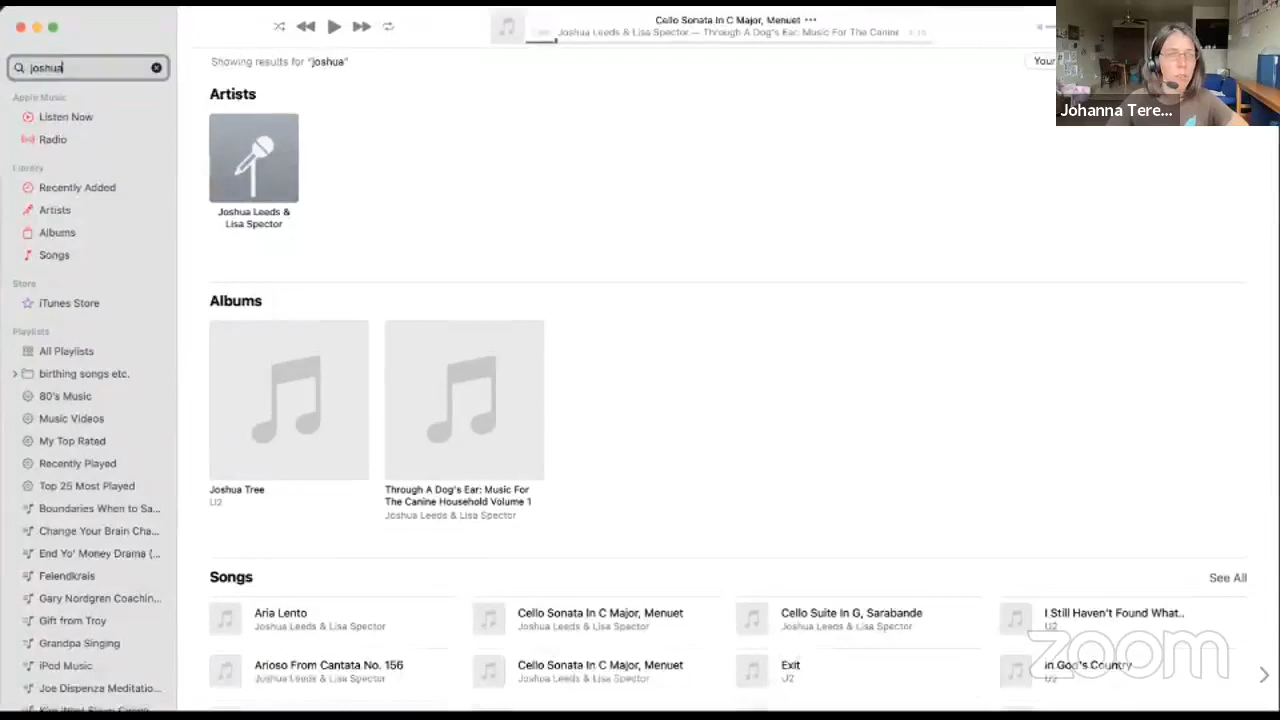 Cello Sonata In C Major, Menuet •••
Joshua Leeds & Lisa Spector — Through A Dog's Ear: Music For The Canine
joshua
Showing results for "joshua"
Your
Johanna Tere...
Apple Music
Listen Now
Radio
Library
Recently Added
Artists
Albums
Songs
Store
iTunes Store
Playlists
All Playlists
birthing songs etc.
80's Music
Music Videos
My Top Rated
Recently Played
Top 25 Most Played
Boundaries When to Sa...
Change Your Brain Cha...
End Yo' Money Drama (...
Felendkrais
Gary Nordgren Coachin...
Gift from Troy
Grandpa Singing
iPod Music
Joe Dispenza Meditatio...
Artists
Joshua Leeds &
Lisa Spector
Albums
Joshua Tree
U2
Through A Dog's Ear: Music For
The Canine Household Volume 1
Joshua Leeds & Lisa Spector
Songs
See All
Aria Lento
Joshua Leeds & Lisa Spector
Cello Sonata In C Major, Menuet
Joshua Leeds & Lisa Spector
Cello Suite In G, Sarabande
Joshua Leeds & Lisa Spector
I Still Haven't Found What..
U2
Arioso From Cantata No. 156
Joshua Leeds & Lisa Spector
Cello Sonata In C Major, Menuet
Joshua Leeds & Lisa Spector
Exit
U2
In God's Country
U2
zoom